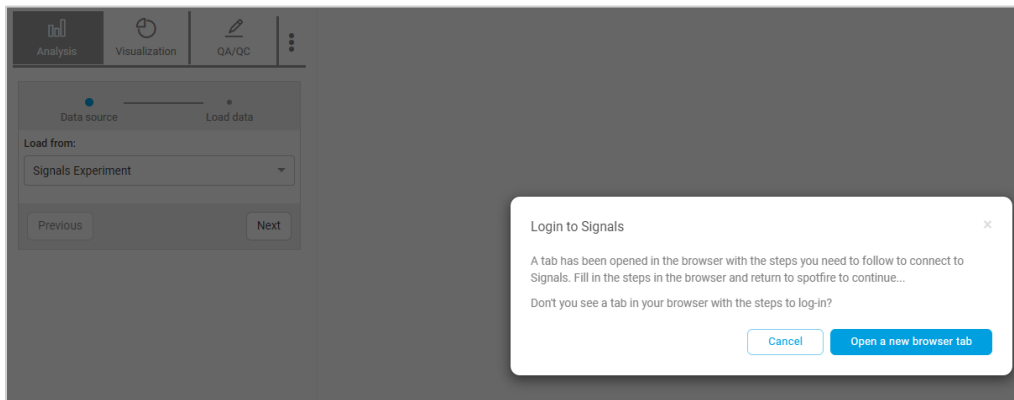 Analysis
Visualization
QA/QC
Data source
Load data
Load from:
Signals Experiment
Previous
Next
Login to Signals
×
A tab has been opened in the browser with the steps you need to follow to connect to
Signals. Fill in the steps in the browser and return to spotfire to continue...
Don't you see a tab in your browser with the steps to log-in?
Cancel
Open a new browser tab